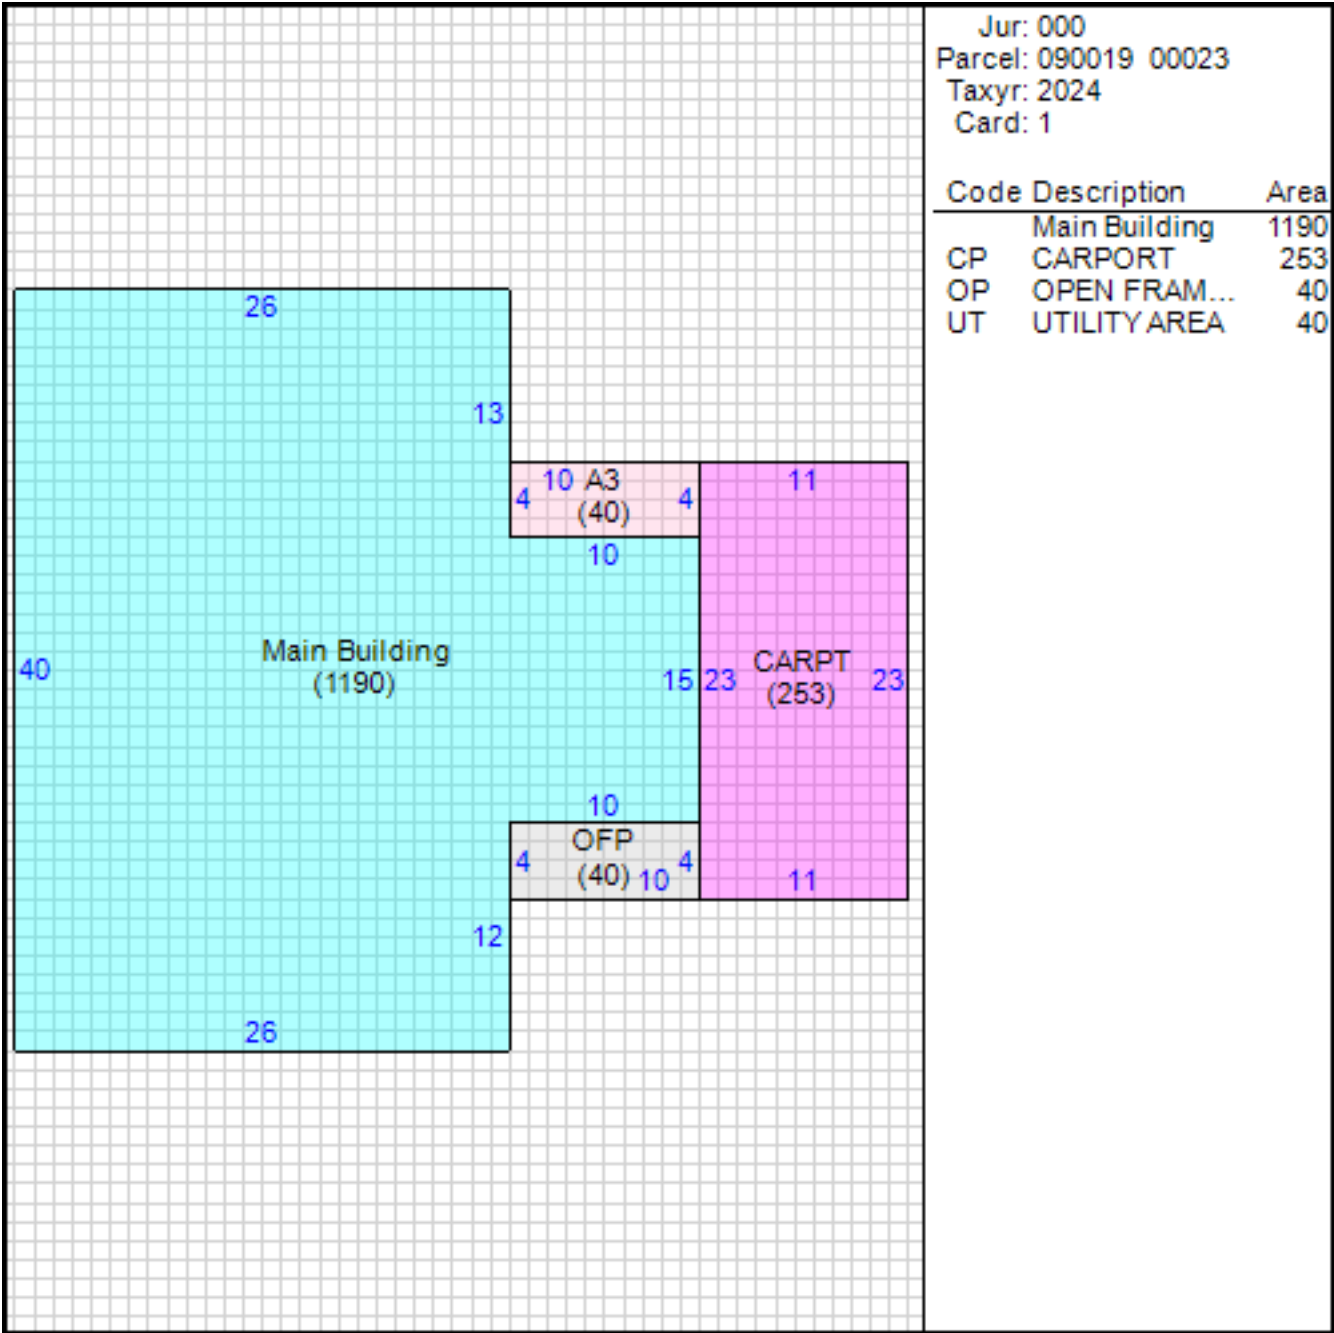 Jur: 000
Parcel: 090019 00023
Taxyr: 2024
Card: 1
Code Description Area
Main Building 1190
CP CARPORT 253
OP OPEN FRAM... 40
UT UTILITY AREA 40
26
13
10 A3
4 4
(40)
11
10
40
Main Building
(1190)
15
23
CARPT
(253)
23
10
OFP
4 4
(40) 10
11
12
26